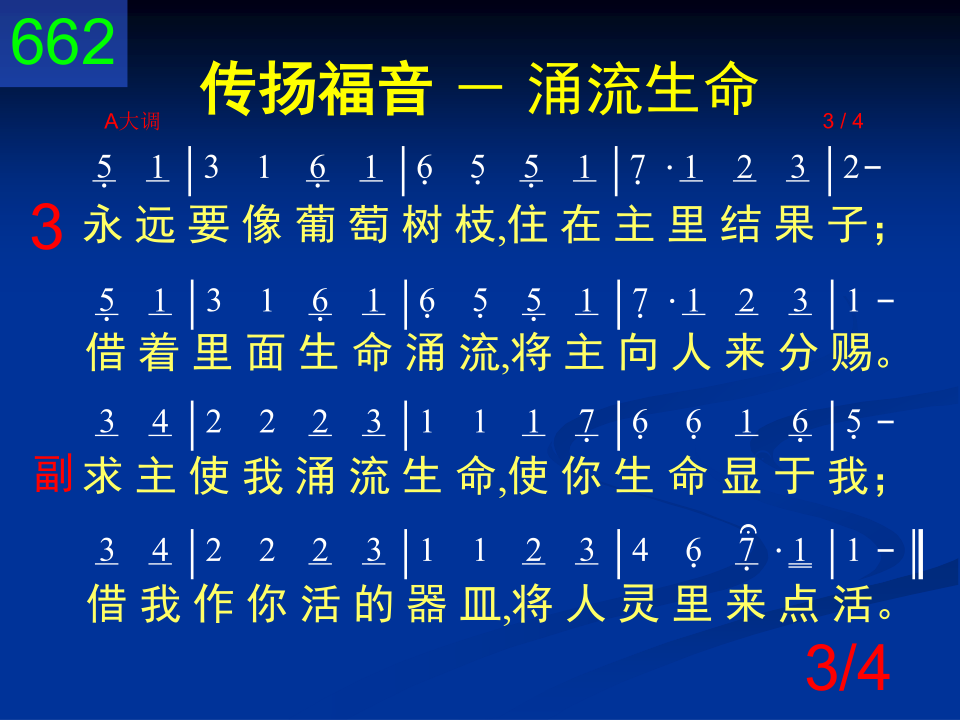 662
传扬福音 － 涌流生命
A大调 3 / 4
5̣ 1 | 3 1 6̣ 1 | 6̣ 5̣ 5̣ 1 | 7̣ · 1 2 3 | 2 -
3 永远要像葡萄树枝,住在主里结果子；
5̣ 1 | 3 1 6̣ 1 | 6̣ 5̣ 5̣ 1 | 7̣ · 1 2 3 | 1 -
借着里面生命涌流,将主向人来分赐。
3 4 | 2 2 2 3 | 1 1 1 7̣ | 6̣ 6̣ 1 6̣ | 5̣ -
副 求主使我涌流生命,使你生命显于我；
3 4 | 2 2 2 3 | 1 1 2 3 | 4 6̣ 7̣ · 1 | 1 - ‖
借我作你活的器皿,将人灵里来点活。
3/4